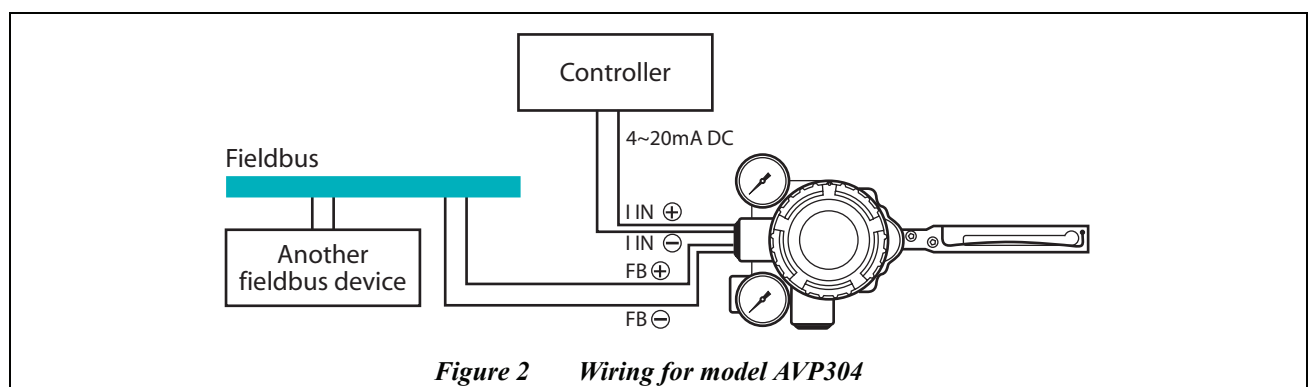 Controller
4~20mA DC
Fieldbus
I IN ⊕
I IN ⊖
Another
fieldbus device
FB ⊕
FB ⊖
Figure 2 Wiring for model AVP304